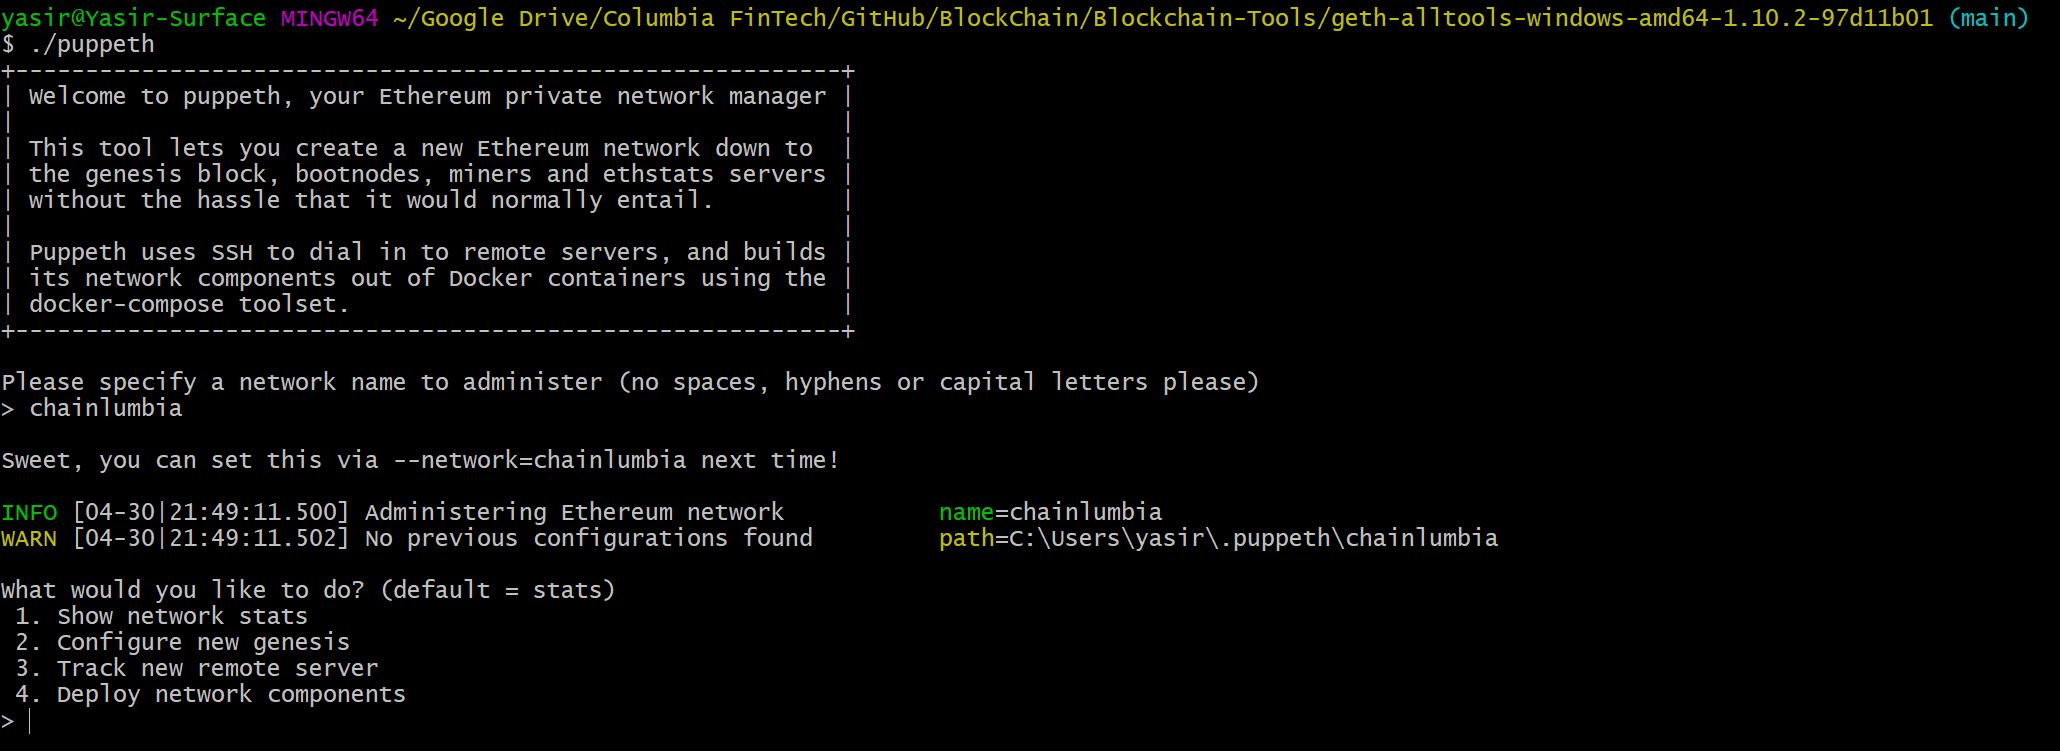 yasir@Yasir-Surface MINGW64 ~/Google Drive/Columbia FinTech/GitHub/BlockChain/Blockchain-Tools/geth-alltools-windows-amd64-1.10.2-97d11b01 (main)
$ ./puppeth
+-----------------------------------------------------------+
| Welcome to puppeth, your Ethereum private network manager |
|                                                           |
| This tool lets you create a new Ethereum network down to  |
| the genesis block, bootnodes, miners and ethstats servers |
| without the hassle that it would normally entail.         |
|                                                           |
| Puppeth uses SSH to dial in to remote servers, and builds |
| its network components out of Docker containers using the |
| docker-compose toolset.                                   |
+-----------------------------------------------------------+
Please specify a network name to administer (no spaces, hyphens or capital letters please)
> chainlumbia
Sweet, you can set this via --network=chainlumbia next time!
INFO [04-30|21:49:11.500] Administering Ethereum network           name=chainlumbia
WARN [04-30|21:49:11.502] No previous configurations found         path=C:\Users\yasir\.puppeth\chainlumbia
What would you like to do? (default = stats)
 1. Show network stats
 2. Configure new genesis
 3. Track new remote server
 4. Deploy network components
>